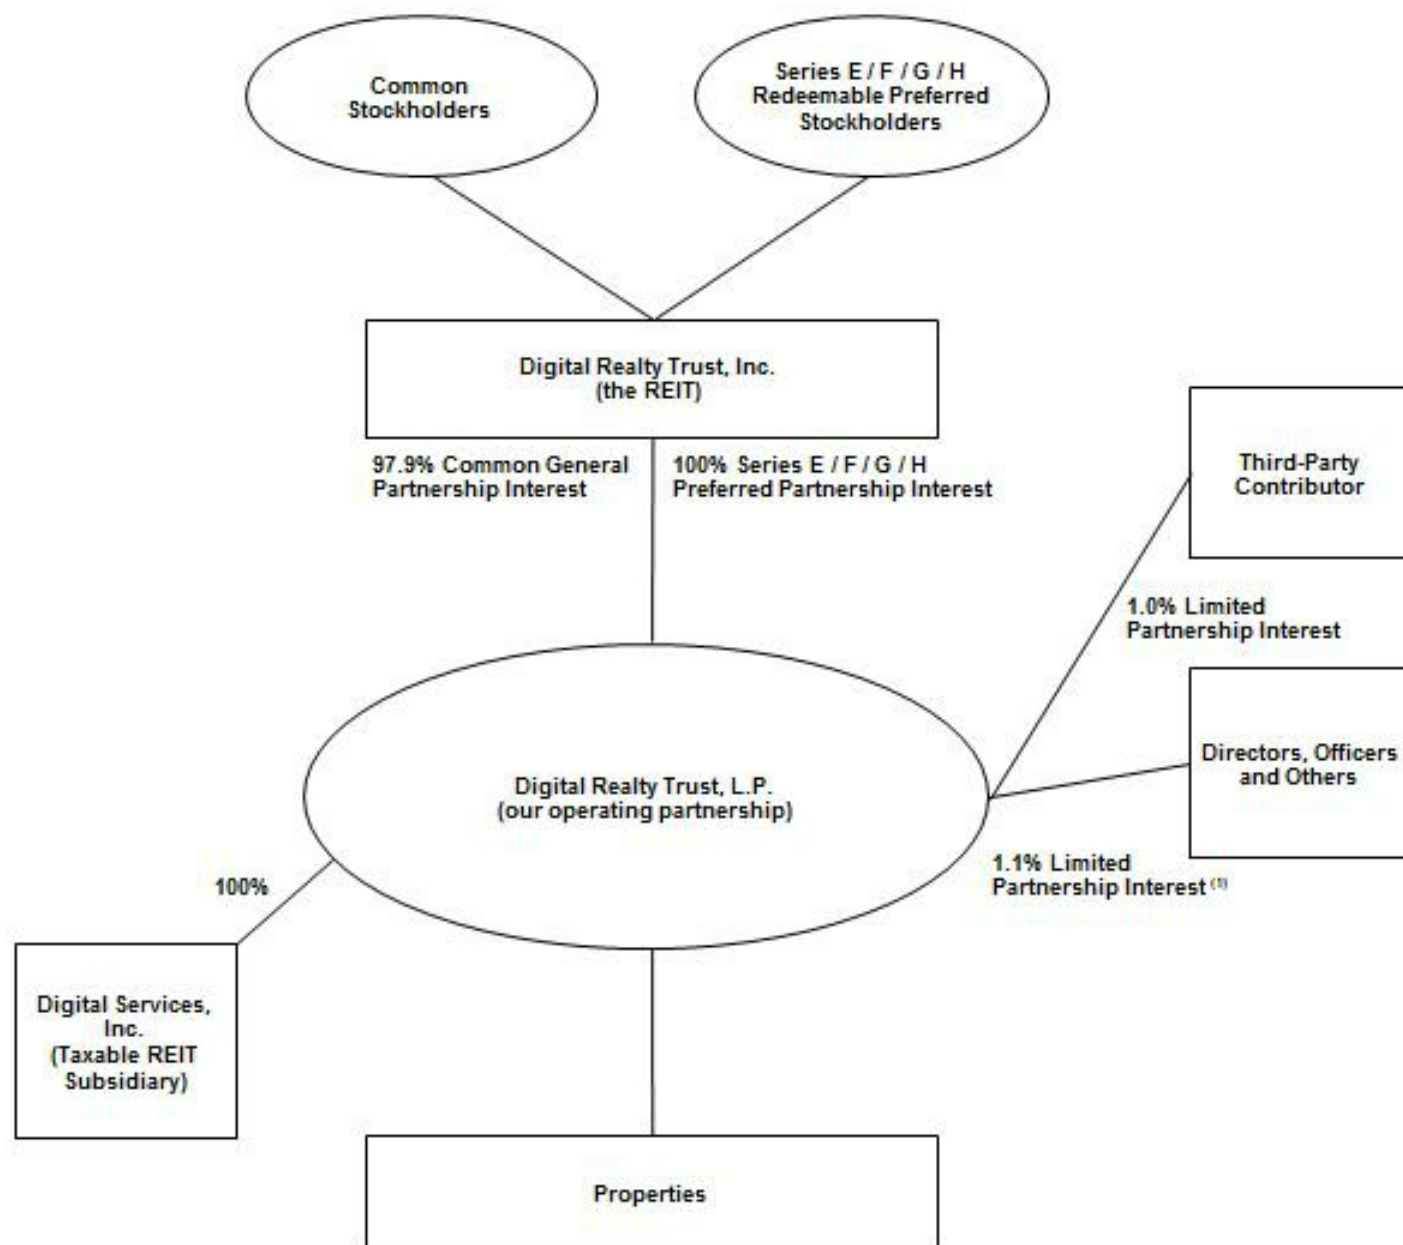 Common
Stockholders
Series E / F / G / H
Redeemable Preferred
Stockholders
Digital Realty Trust, Inc.
(the REIT)
97.9% Common General
Partnership Interest
100% Series E / F / G / H
Preferred Partnership Interest
Third-Party
Contributor
1.0% Limited
Partnership Interest
Directors, Officers
and Others
Digital Realty Trust, L.P.
(our operating partnership)
1.1% Limited
Partnership Interest (1)
100%
Digital Services,
Inc.
(Taxable REIT
Subsidiary)
Properties